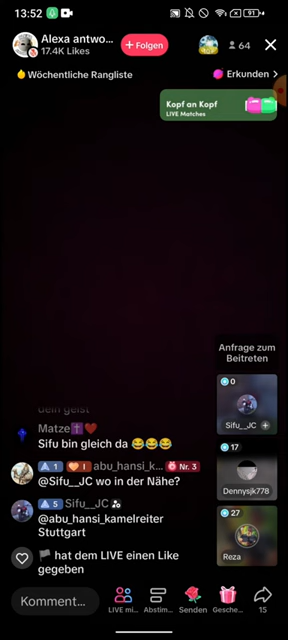 13:52
91
Alexa antwo...
17.4K Likes
+ Folgen
64
Wöchentliche Rangliste
Erkunden >
Kopf an Kopf
LIVE Matches
Anfrage zum
Beitreten
0
Sifu__JC +
17
Dennysjk778
27
Reza
dein geist
Matze✝️❤️
Sifu bin gleich da 😂😂😂
1 I abu_hansi_k... Nr. 3
@Sifu__JC wo in der Nähe?
5 Sifu__JC
@abu_hansi_kamelreiter
Stuttgart
🏴 hat dem LIVE einen Like
gegeben
Komment...
LIVE mi...
Abstim...
Senden
Gesche...
15